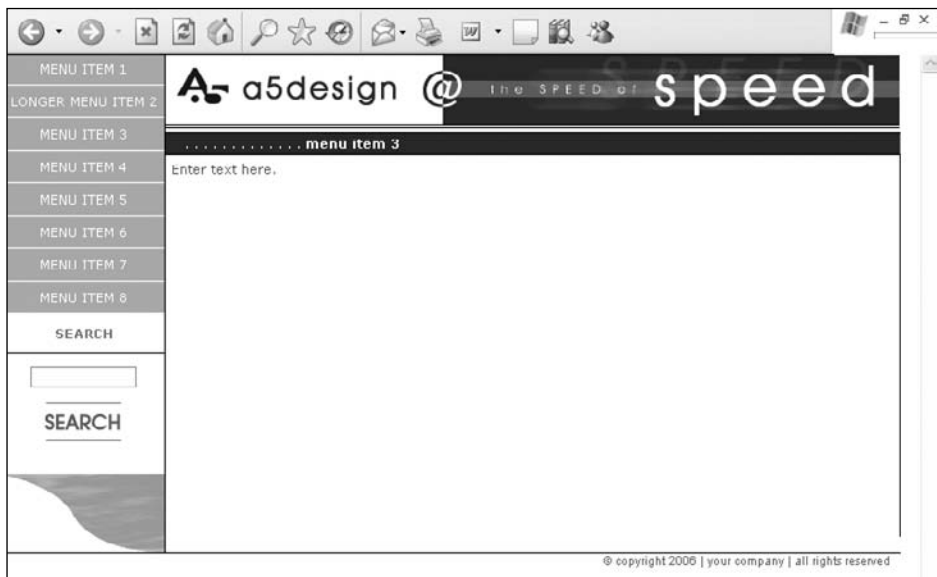 MENU ITEM 1
LONGER MENU ITEM 2
MENU ITEM 3
MENU ITEM 4
MENU ITEM 5
MENU ITEM 6
MENU ITEM 7
MENU ITEM 8
SEARCH
SEARCH
A5 a5design @ the SPEED of speed
SPEED
. . . . . . . . . . . . . menu item 3
Enter text here.
© copyright 2006 | your company | all rights reserved